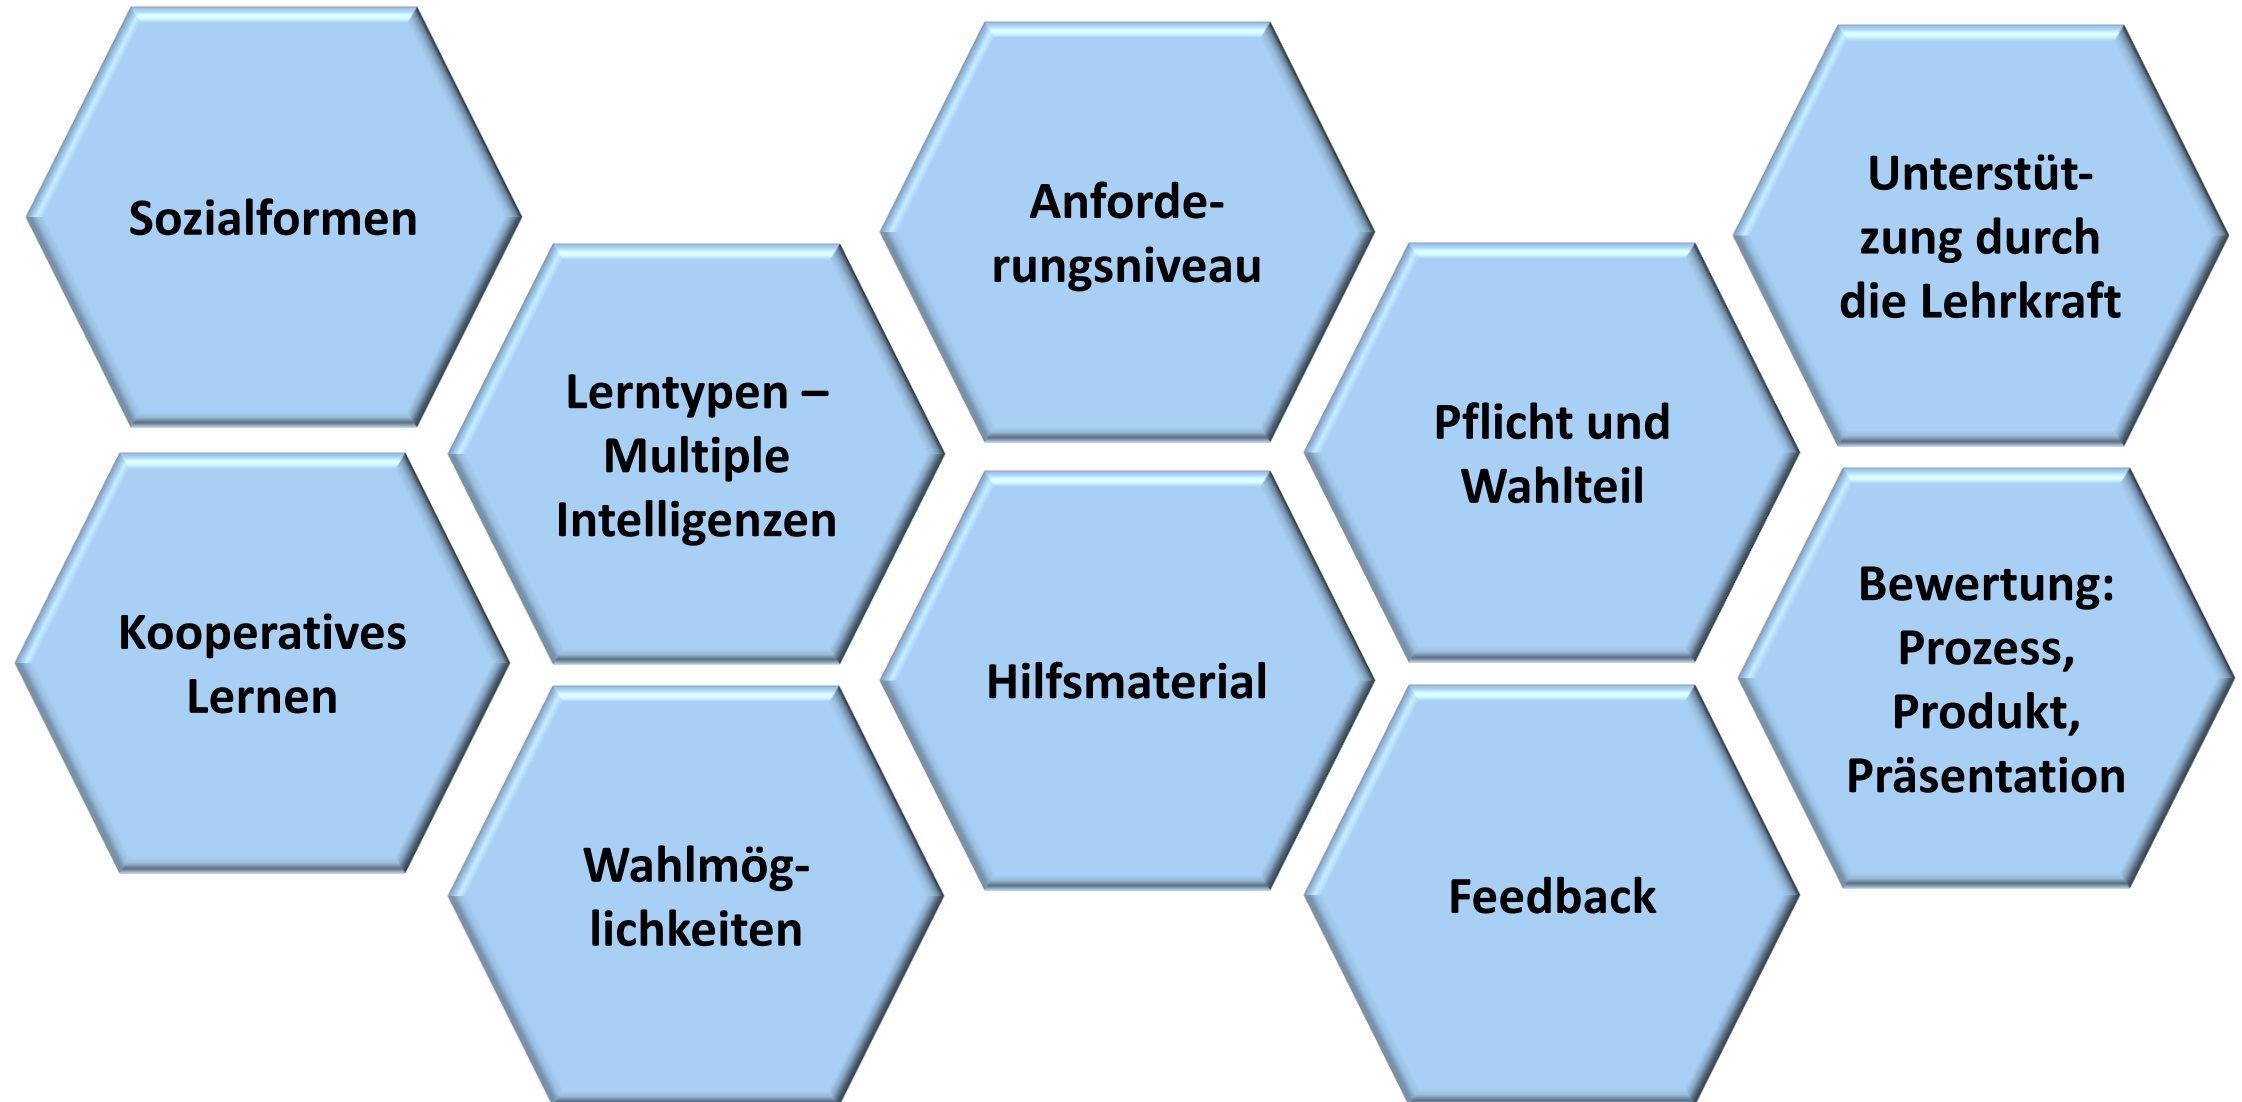 Sozialformen
Kooperatives
Lernen
Lerntypen –
Multiple
Intelligenzen
Wahlmög-
lichkeiten
Anforde-
rungsniveau
Hilfsmaterial
Pflicht und
Wahlteil
Feedback
Unterstüt-
zung durch
die Lehrkraft
Bewertung:
Prozess,
Produkt,
Präsentation